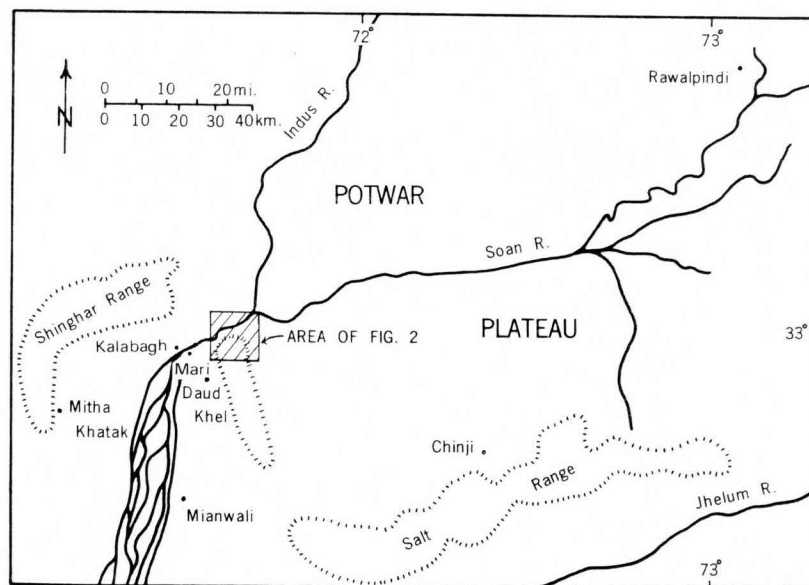 72°
73°
0 10 20mi.
0 10 20 30 40km.
N
Indus R.
Rawalpindi
POTWAR
Soan R.
Shinghar Range
PLATEAU
33°
AREA OF FIG. 2
Kalabagh
Mari
Daud
Khel
Mitha
Khatak
Chinji
Range
Salt
Jhelum R.
Mianwali
73°